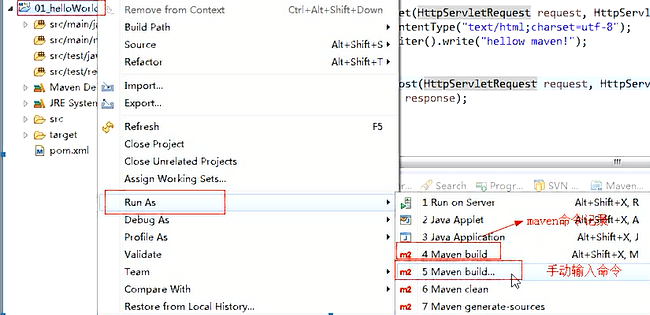 01_helloWorl
src/main/ja
src/main/re
src/test/jav
src/test/re
Maven De
JRE System
src
target
pom.xml
Remove from Context Ctrl+Alt+Shift+Down
Build Path
Source Alt+Shift+S
Refactor Alt+Shift+T
Import...
Export...
Refresh F5
Close Project
Close Unrelated Projects
Assign Working Sets...
Run As
Debug As
Profile As
Validate
Team
Compare With
Restore from Local History...
et(HttpServletRequest request, HttpServl
ntentType("text/html;charset=utf-8");
iter().write("hellow maven!");
ost(HttpServletRequest request, HttpServ
response);
Search Progr... SVN ... Maven...
1 Run on Server Alt+Shift+X, R
2 Java Applet Alt+Shift+X, A
3 Java Application Alt+Shift+X, J
maven命令记录
4 Maven build Alt+Shift+X, M
5 Maven build...
手动输入命令
6 Maven clean
7 Maven generate-sources